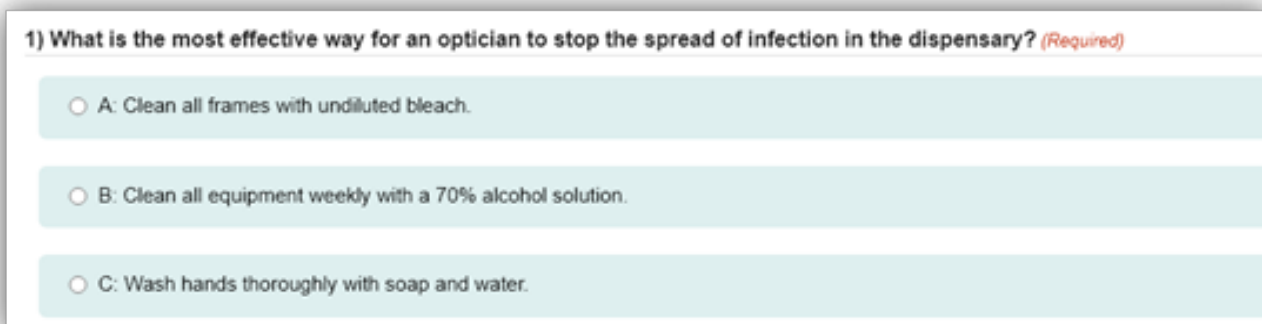 1) What is the most effective way for an optician to stop the spread of infection in the dispensary? (Required)
A: Clean all frames with undiluted bleach.
B: Clean all equipment weekly with a 70% alcohol solution.
C: Wash hands thoroughly with soap and water.